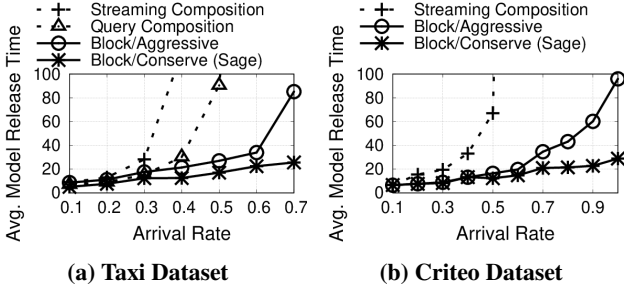 Streaming Composition
Query Composition
Block/Aggressive
Block/Conserve (Sage)
Avg. Model Release Time
100
80
60
40
20
0
0.1 0.2 0.3 0.4 0.5 0.6 0.7
Arrival Rate
(a) Taxi Dataset
Streaming Composition
Block/Aggressive
Block/Conserve (Sage)
Avg. Model Release Time
100
80
60
40
20
0
0.1 0.3 0.5 0.7 0.9
Arrival Rate
(b) Criteo Dataset